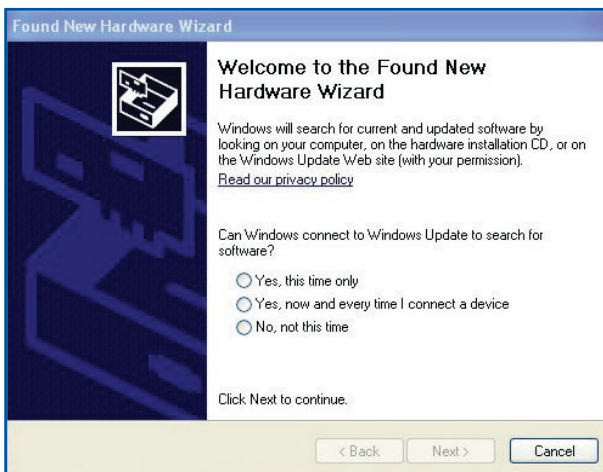 Found New Hardware Wizard
Welcome to the Found New
Hardware Wizard
Windows will search for current and updated software by
looking on your computer, on the hardware installation CD, or on
the Windows Update Web site (with your permission).
Read our privacy policy
Can Windows connect to Windows Update to search for
software?
Yes, this time only
Yes, now and every time I connect a device
No, not this time
Click Next to continue.
< Back
Next >
Cancel